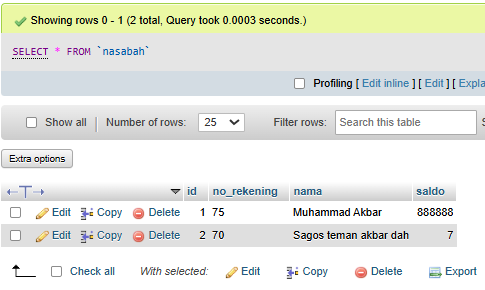 Showing rows 0 - 1 (2 total, Query took 0.0003 seconds.)
SELECT * FROM `nasabah`
Profiling [ Edit inline ] [ Edit ] [
Show all | Number of rows: 25 Filter rows: Search this table
Extra options
id no_rekening nama saldo
Edit Copy Delete 1 75 Muhammad Akbar 888888
Edit Copy Delete 2 70 Sagos teman akbar dah 7
Check all With selected: Edit Copy Delete Export